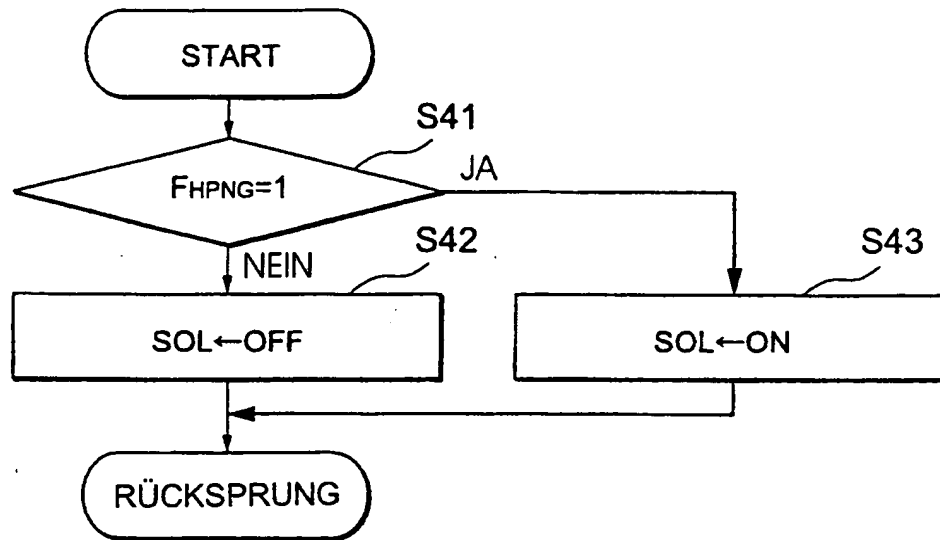 START
S41
FHPNG=1
JA
NEIN
S42
S43
SOL←OFF
SOL←ON
RÜCKSPRUNG